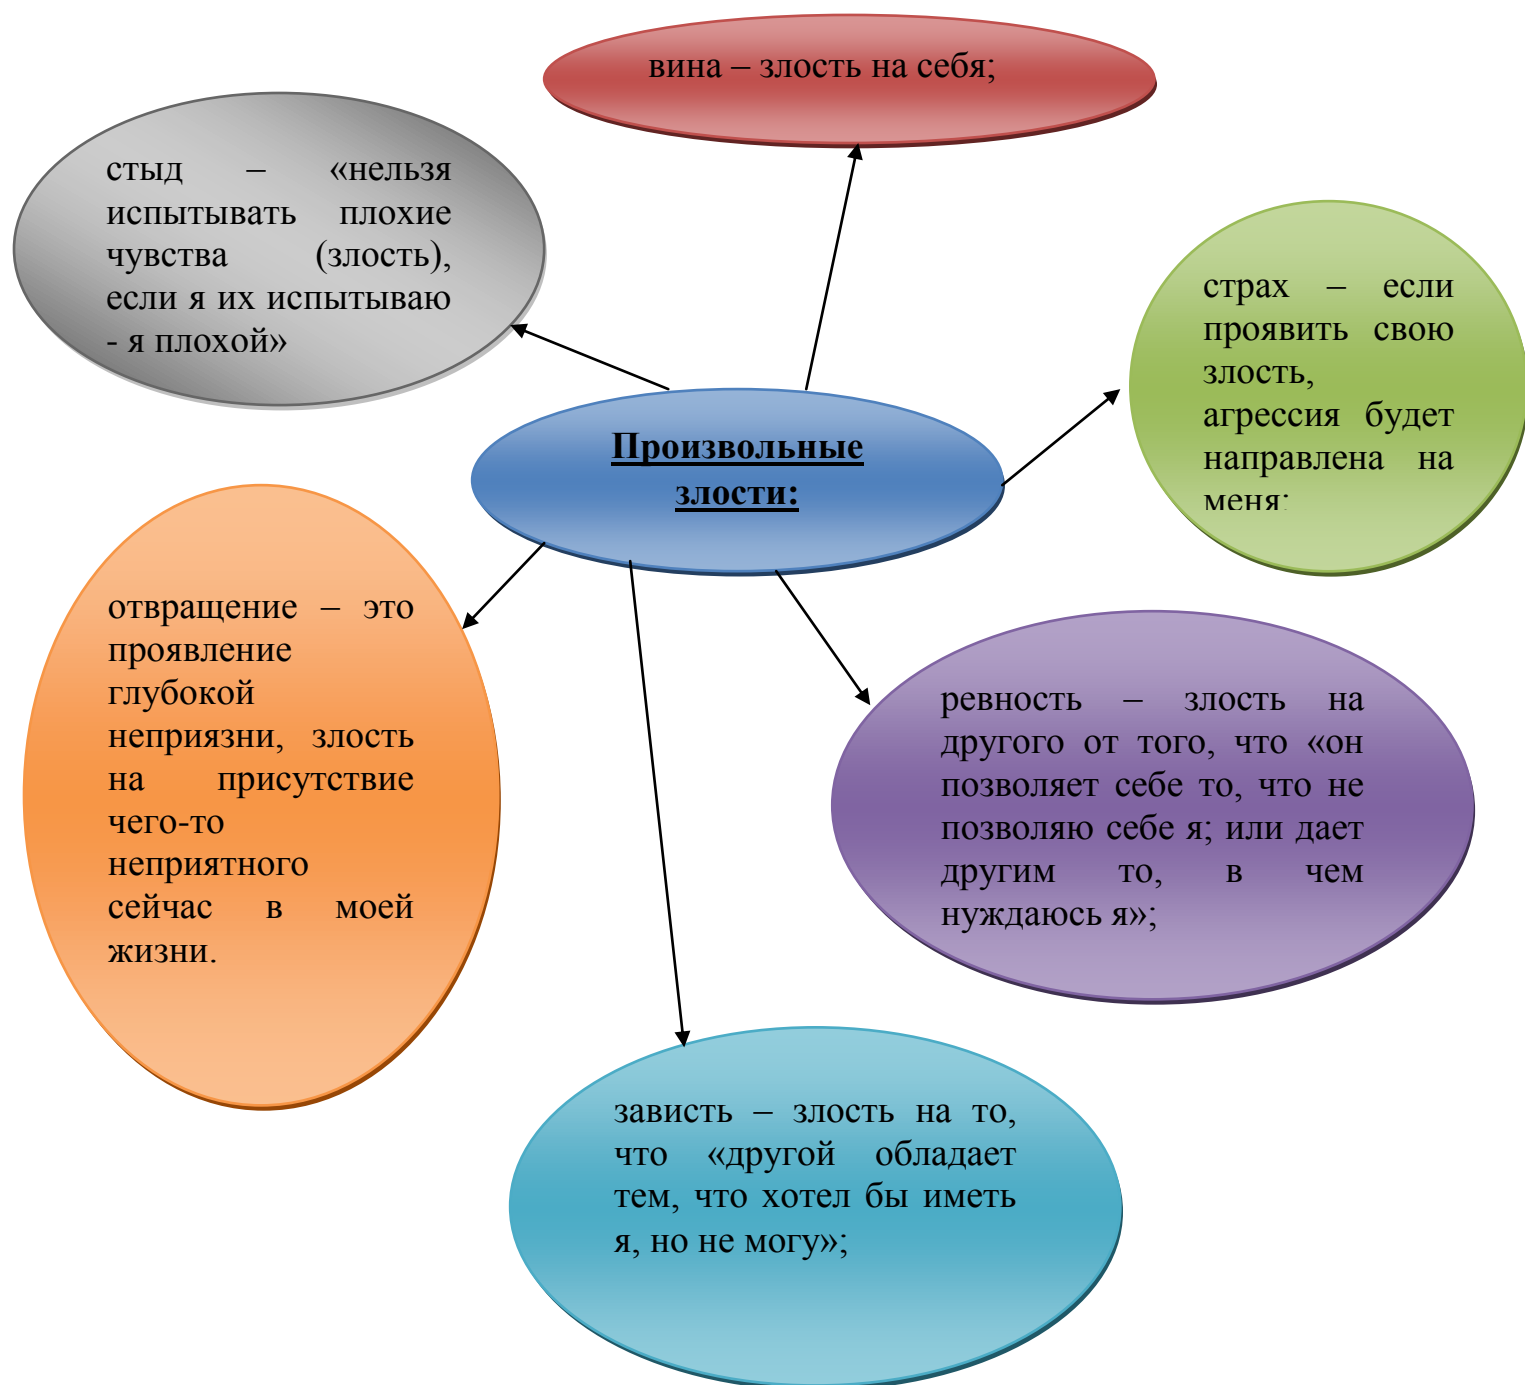 вина – злость на себя;
стыд – «нельзя
испытывать плохие
чувства (злость),
если я их испытываю
- я плохой»
страх – если
проявить свою
злость,
агрессия будет
направлена на
меня;
Произвольные
злости:
отвращение – это
проявление
глубокой
неприязни, злость
на присутствие
чего-то
неприятного
сейчас в моей
жизни.
ревность – злость на
другого от того, что «он
позволяет себе то, что не
позволяю себе я; или дает
другим то, в чем
нуждаюсь я»;
зависть – злость на то,
что «другой обладает
тем, что хотел бы иметь
я, но не могу»;